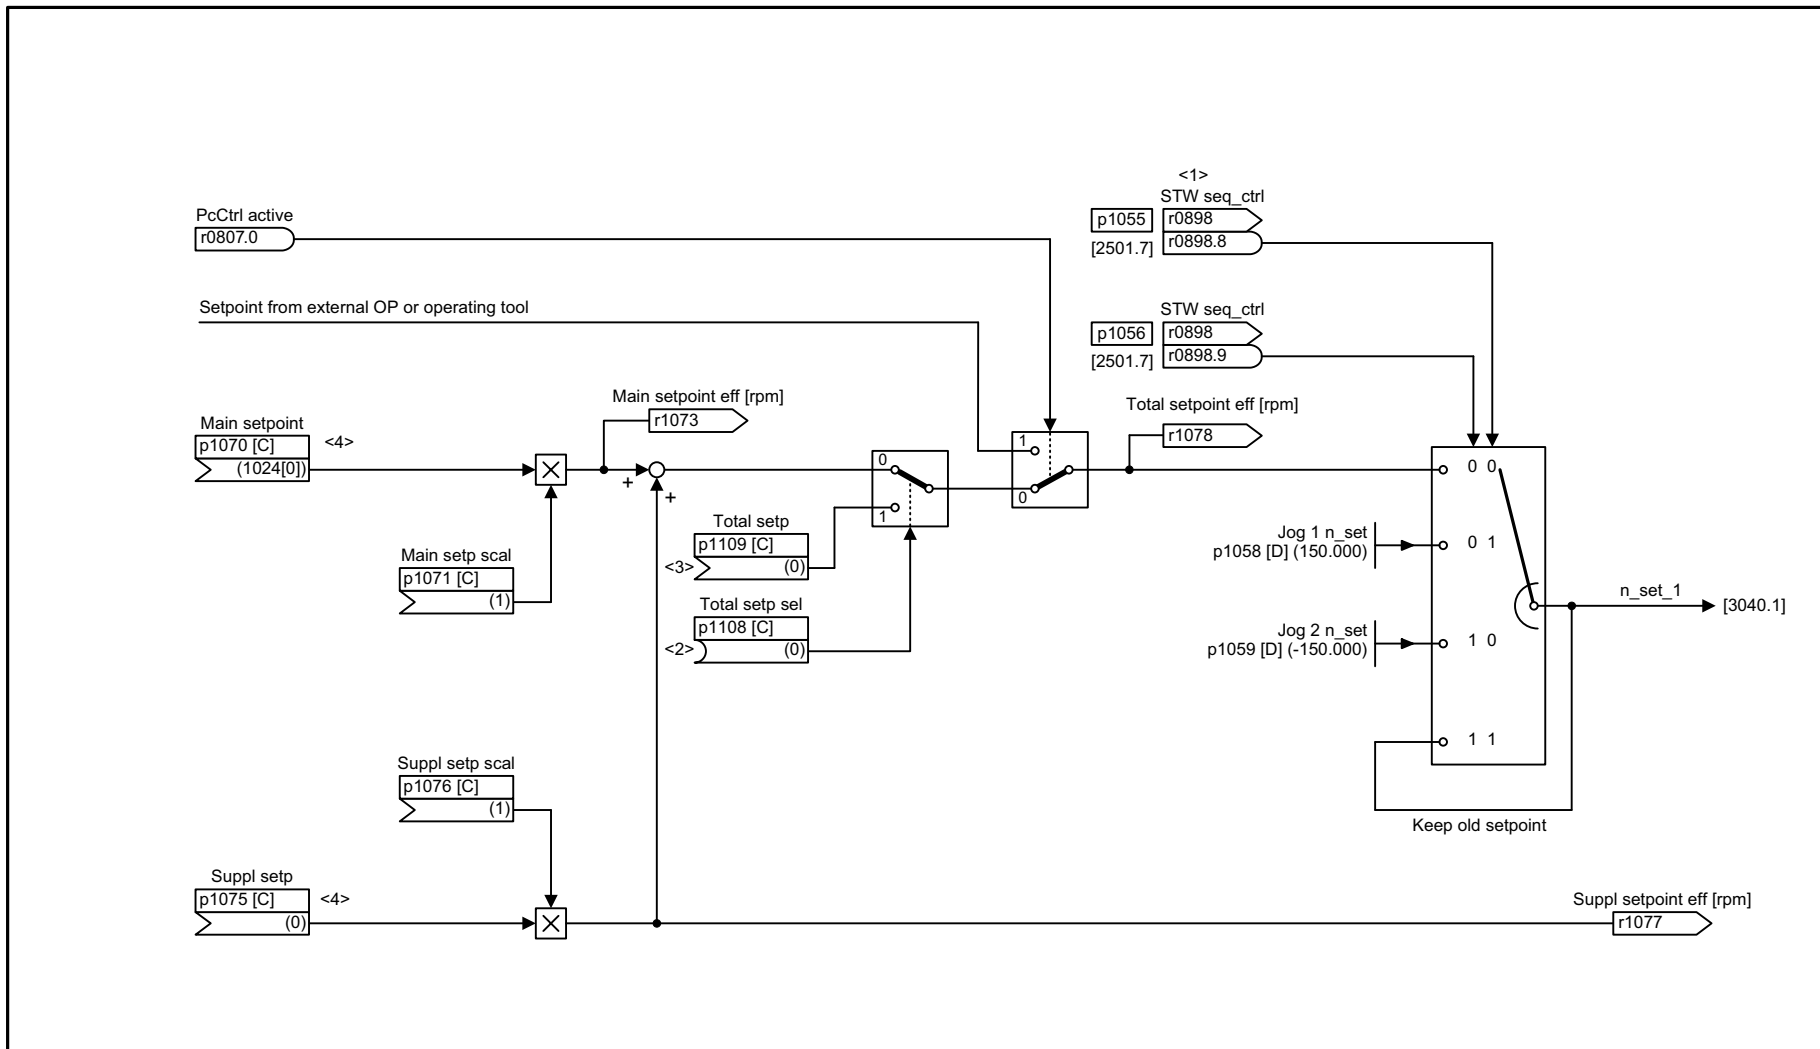 <1>
STW seq_ctrl
p1055
r0898
[2501.7]
r0898.8
PcCtrl active
r0807.0
Setpoint from external OP or operating tool
STW seq_ctrl
p1056
r0898
[2501.7]
r0898.9
Main setpoint eff [rpm]
r1073
Total setpoint eff [rpm]
r1078
Main setpoint
p1070 [C]
<4>
(1024[0])
+
+
0
1
1
0
0 0
Main setp scal
p1071 [C]
(1)
Total setp
p1109 [C]
<3>
(0)
Total setp sel
p1108 [C]
<2>
(0)
Jog 1 n_set
p1058 [D] (150.000)
0 1
n_set_1
[3040.1]
Jog 2 n_set
p1059 [D] (-150.000)
1 0
1 1
Keep old setpoint
Suppl setp scal
p1076 [C]
(1)
Suppl setp
p1075 [C]
<4>
(0)
Suppl setpoint eff [rpm]
r1077